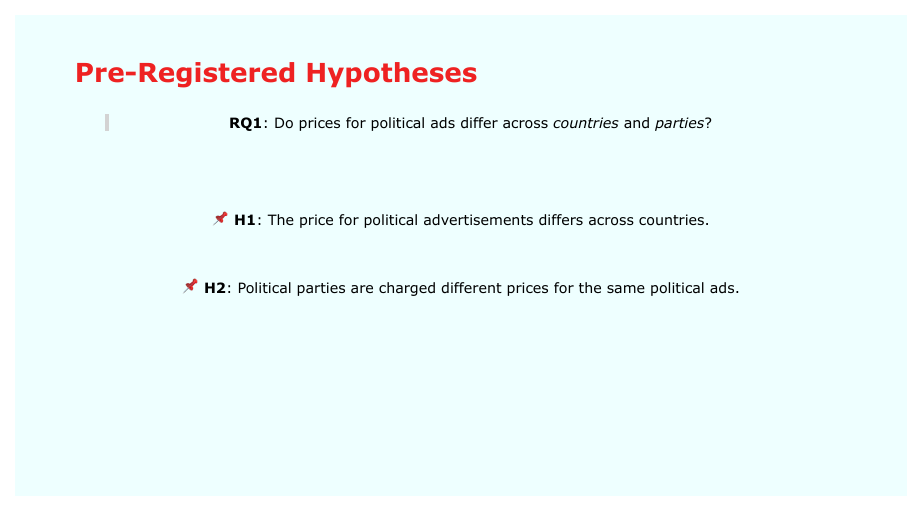 Pre-Registered Hypotheses
RQ1: Do prices for political ads differ across countries and parties?
H1: The price for political advertisements differs across countries.
H2: Political parties are charged different prices for the same political ads.